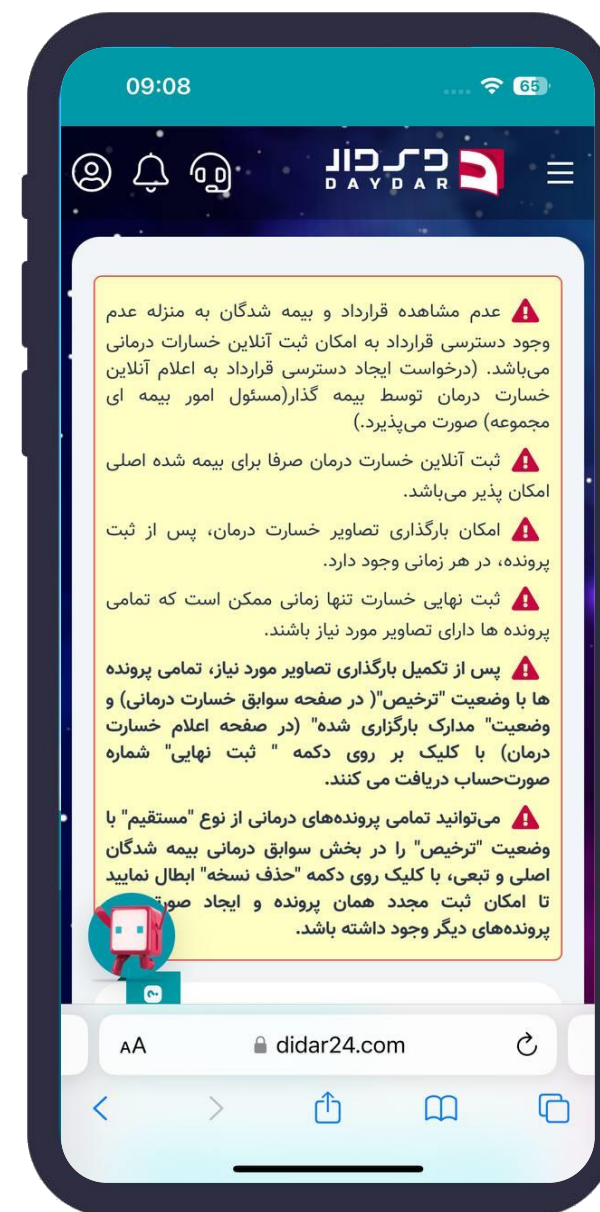 09:08
65
دیدار
DAYDAR
عدم مشاهده قرارداد و بیمه شدگان به منزله عدم
وجود دسترسی قرارداد به امکان ثبت آنلاین خسارات درمانی
می‌باشد. (درخواست ایجاد دسترسی قرارداد به اعلام آنلاین
خسارت درمان توسط بیمه گذار(مسئول امور بیمه ای
مجموعه) صورت می‌پذیرد.)
ثبت آنلاین خسارت درمان صرفا برای بیمه شده اصلی
امکان پذیر می‌باشد.
امکان بارگذاری تصاویر خسارت درمان، پس از ثبت
پرونده، در هر زمانی وجود دارد.
ثبت نهایی خسارت تنها زمانی ممکن است که تمامی
پرونده ها دارای تصاویر مورد نیاز باشند.
پس از تکمیل بارگذاری تصاویر مورد نیاز، تمامی پرونده
ها با وضعیت "ترخیص"( در صفحه سوابق خسارت درمانی) و
وضعیت" مدارک بارگزاری شده" (در صفحه اعلام خسارت
درمان) با کلیک بر روی دکمه " ثبت نهایی" شماره
صورت‌حساب دریافت می کنند.
می‌توانید تمامی پرونده‌های درمانی از نوع "مستقیم" با
وضعیت "ترخیص" را در بخش سوابق درمانی بیمه شدگان
اصلی و تبعی، با کلیک روی دکمه "حذف نسخه" ابطال نمایید
تا امکان ثبت مجدد همان پرونده و ایجاد
پرونده‌های دیگر وجود داشته باشد.
AA
didar24.com